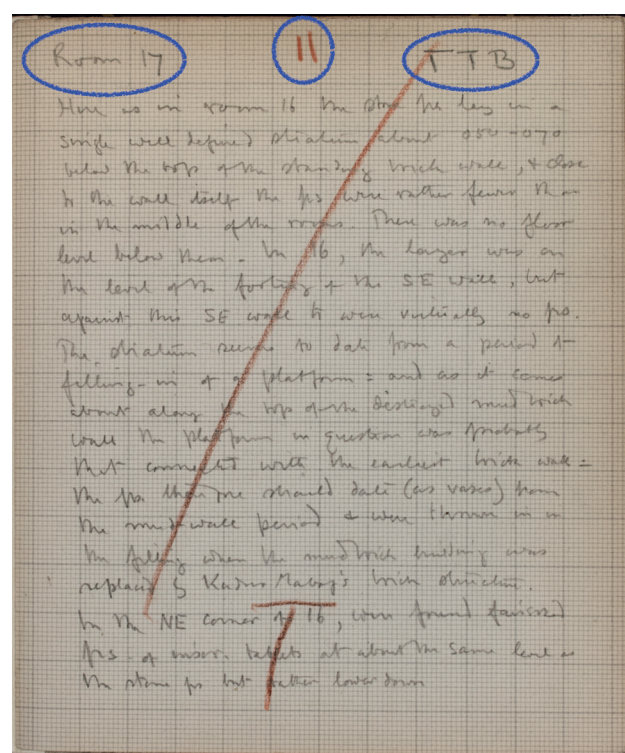 Room 17 11 TTB
Here as in room 16 the stone frs lay in a
single well defined stratum about 050-070
below the top of the standing brick wall, & close
to the wall itself the frs were rather fewer than
in the middle of the rooms. There was no floor
level below them. In 16, the layer was on
the level of the footing of the SE wall, but
against this SE wall there were virtually no frs.
The stratum seems to date from a period of
filling-in of a platform = and as it comes
about along the top of the destroyed mud brick
wall the platform in question was probably
that connected with the earliest brick wall =
the frs therefore should date (as vases) from
the mud-wall period & were thrown in in
the filling when the mud brick building was
replaced by Kudur Mabug's brick structure.
In the NE corner of 16, were found
frs. of tablets at about the same level as
the stone frs but rather lower down
T